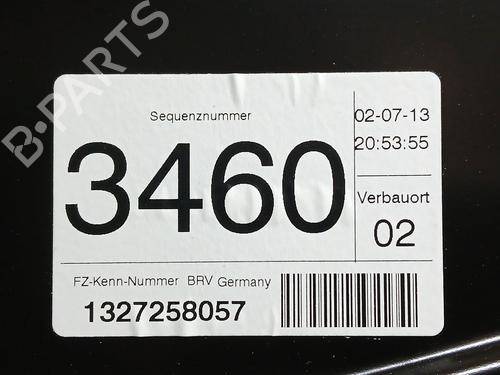 Sequenznummer
3460
02-07-13
20:53:55
Verbauort
02
FZ-Kenn-Nummer BRV Germany
1327258057
B-PARTS